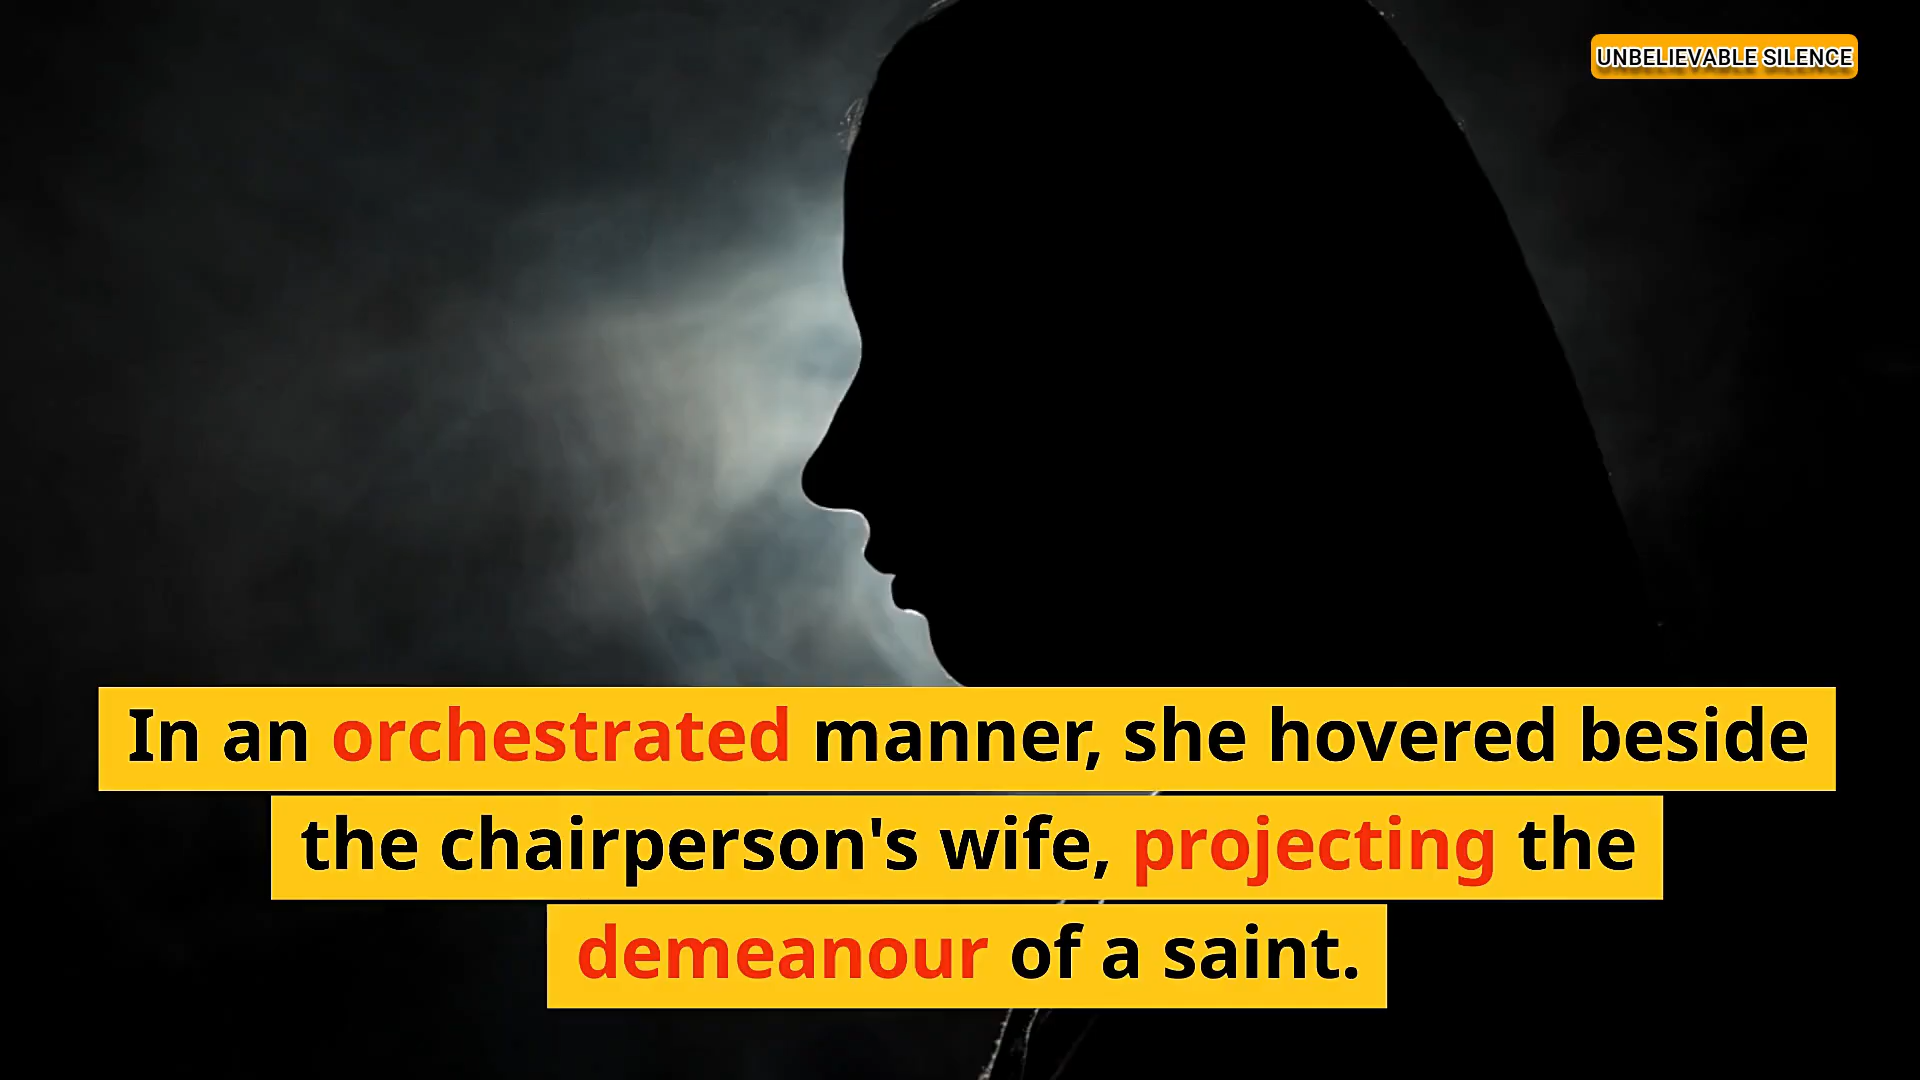 UNBELIEVABLE SILENCE
In an orchestrated manner, she hovered beside
the chairperson's wife, projecting the
demeanour of a saint.